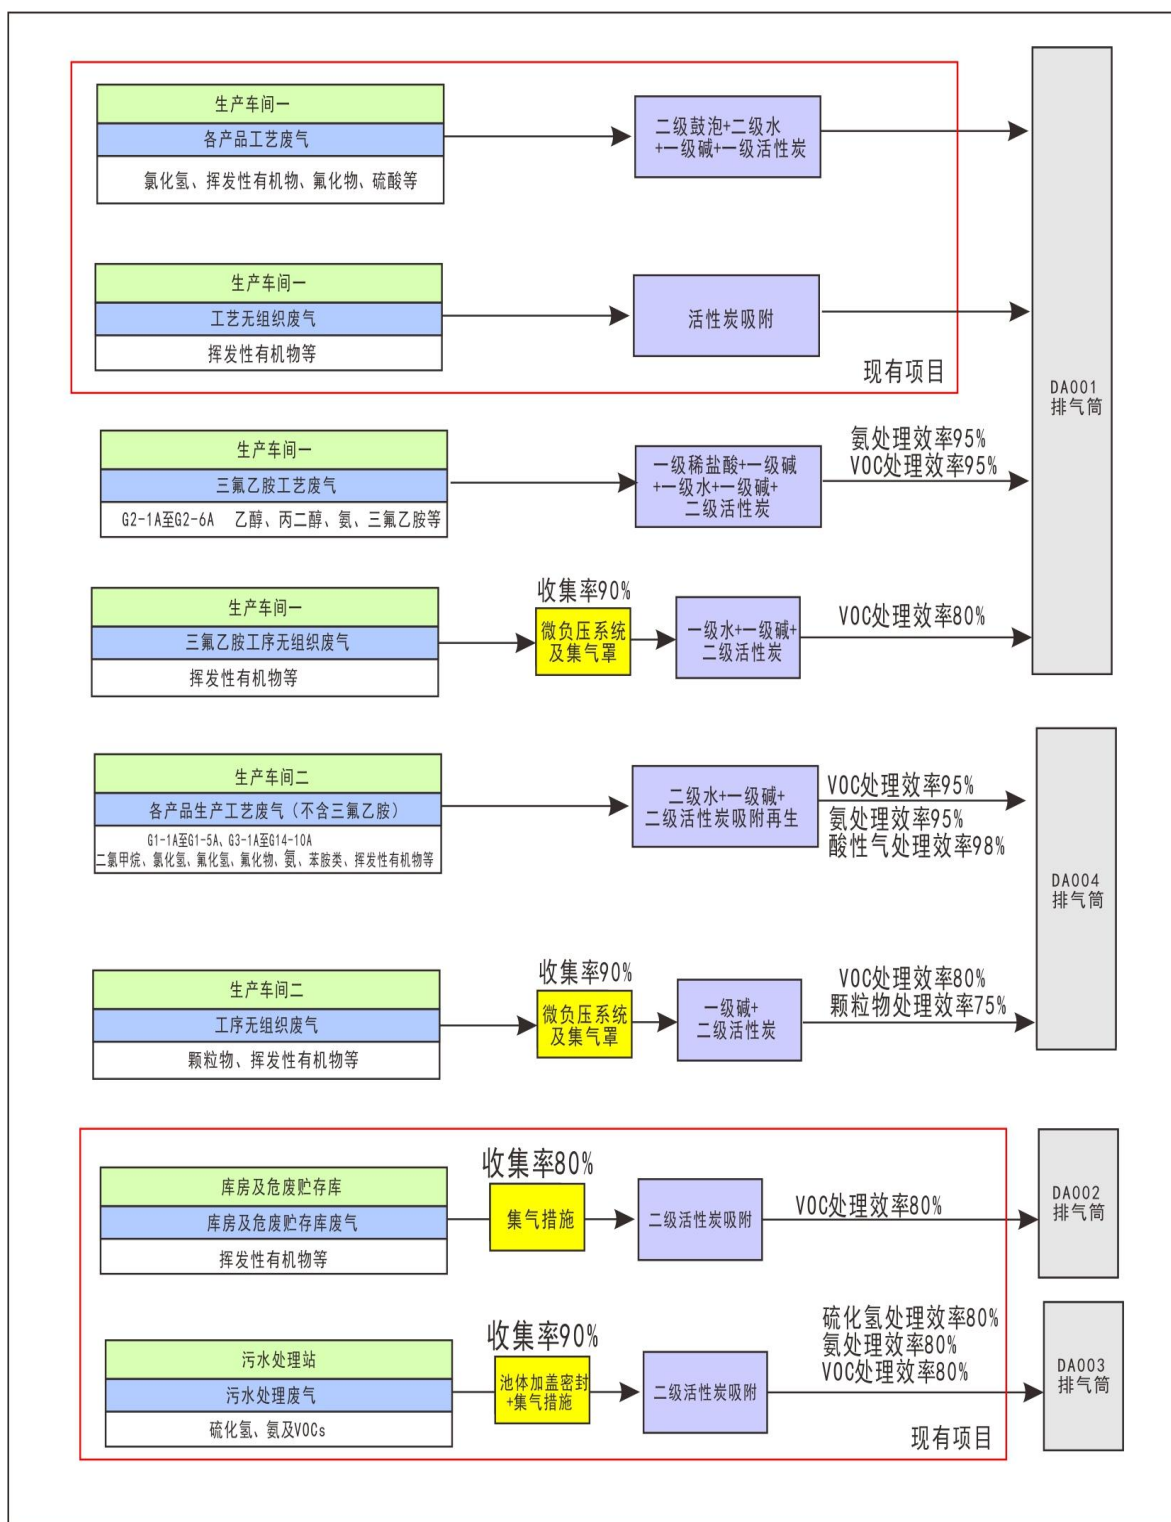 生产车间一
各产品工艺废气
氯化氢、挥发性有机物、氟化物、硫酸等
二级鼓泡+二级水
+一级碱+一级活性炭
生产车间一
工艺无组织废气
挥发性有机物等
活性炭吸附
现有项目
DA001
排气筒
生产车间一
三氟乙胺工艺废气
G2-1A至G2-6A 乙醇、丙二醇、氨、三氟乙胺等
一级稀盐酸+一级碱
+一级水+一级碱+
二级活性炭
氨处理效率95%
VOC处理效率95%
生产车间一
三氟乙胺工序无组织废气
挥发性有机物等
收集率90%
微负压系统
及集气罩
一级水+一级碱+
二级活性炭
VOC处理效率80%
生产车间二
各产品生产工艺废气（不含三氟乙胺）
G1-1A至G1-5A、G3-1A至G14-10A
二氯甲烷、氯化氢、氟化氢、氟化物、氨、苯胺类、挥发性有机物等
二级水+一级碱+
二级活性炭吸附再生
VOC处理效率95%
氨处理效率95%
酸性气处理效率98%
DA004
排气筒
生产车间二
工序无组织废气
颗粒物、挥发性有机物等
收集率90%
微负压系统
及集气罩
一级碱+
二级活性炭
VOC处理效率80%
颗粒物处理效率75%
库房及危废贮存库
库房及危废贮存库废气
挥发性有机物等
收集率80%
集气措施
二级活性炭吸附
VOC处理效率80%
DA002
排气筒
污水处理站
污水处理废气
硫化氢、氨及VOCs
收集率90%
池体加盖密封
+集气措施
二级活性炭吸附
硫化氢处理效率80%
氨处理效率80%
VOC处理效率80%
现有项目
DA003
排气筒